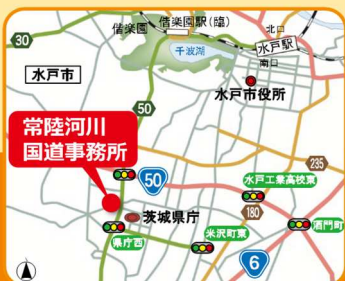 偕楽園
偕楽園駅(臨)
北口
水戸駅
南口
30
千波湖
水戸市
50
水戸市役所
常陸河川
国道事務所
50
水戸工業高校東
235
180
茨城県庁
県庁西
米沢町東
酒門町
6